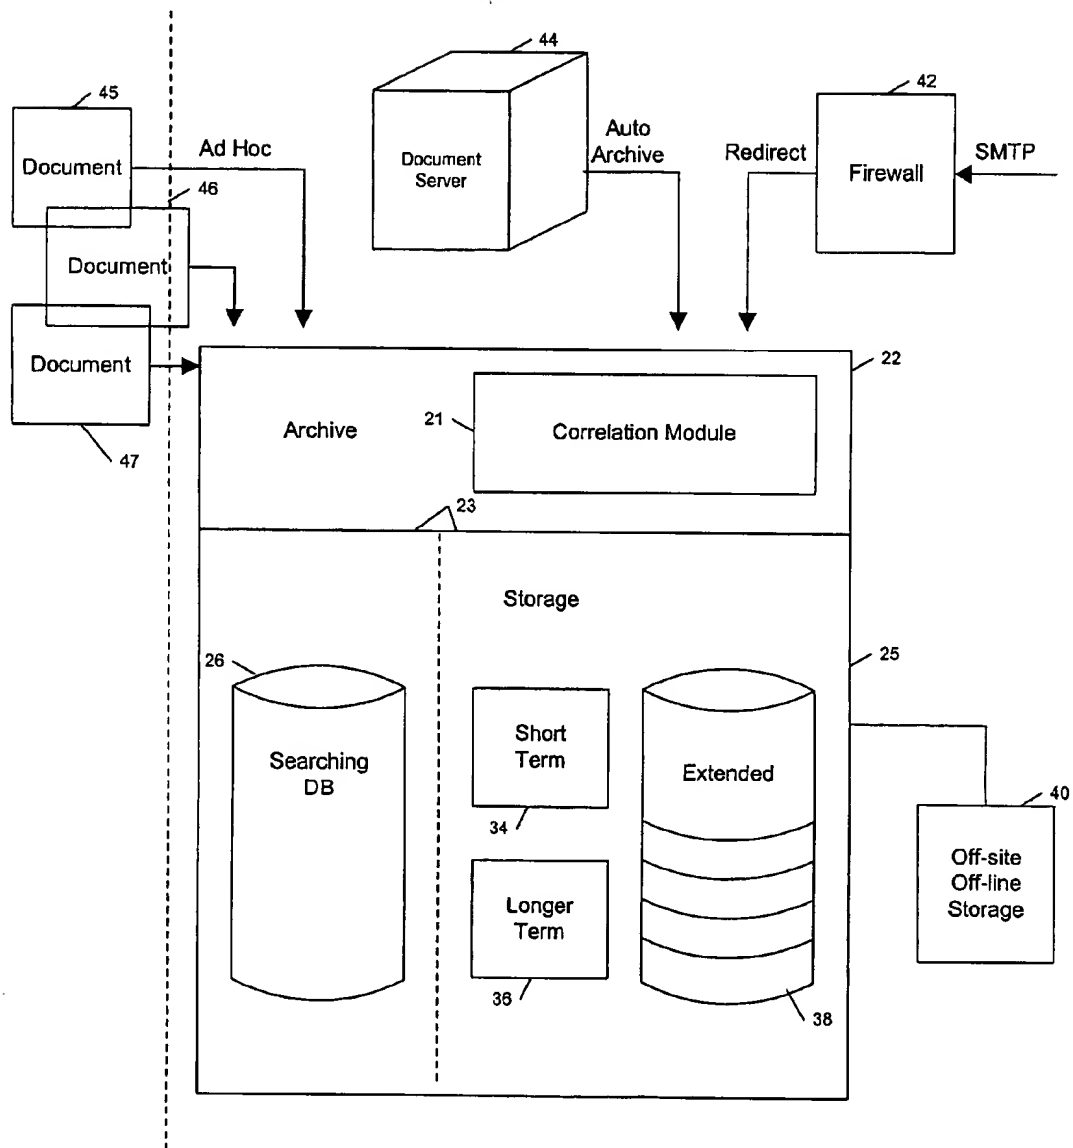 44
42
45
Document
Ad Hoc
Document
Server
Auto
Archive
Redirect
Firewall
SMTP
46
Document
Document
47
22
Archive
21
Correlation Module
23
Storage
25
26
Searching
DB
Short
Term
34
Extended
40
Off-site
Off-line
Storage
Longer
Term
36
38